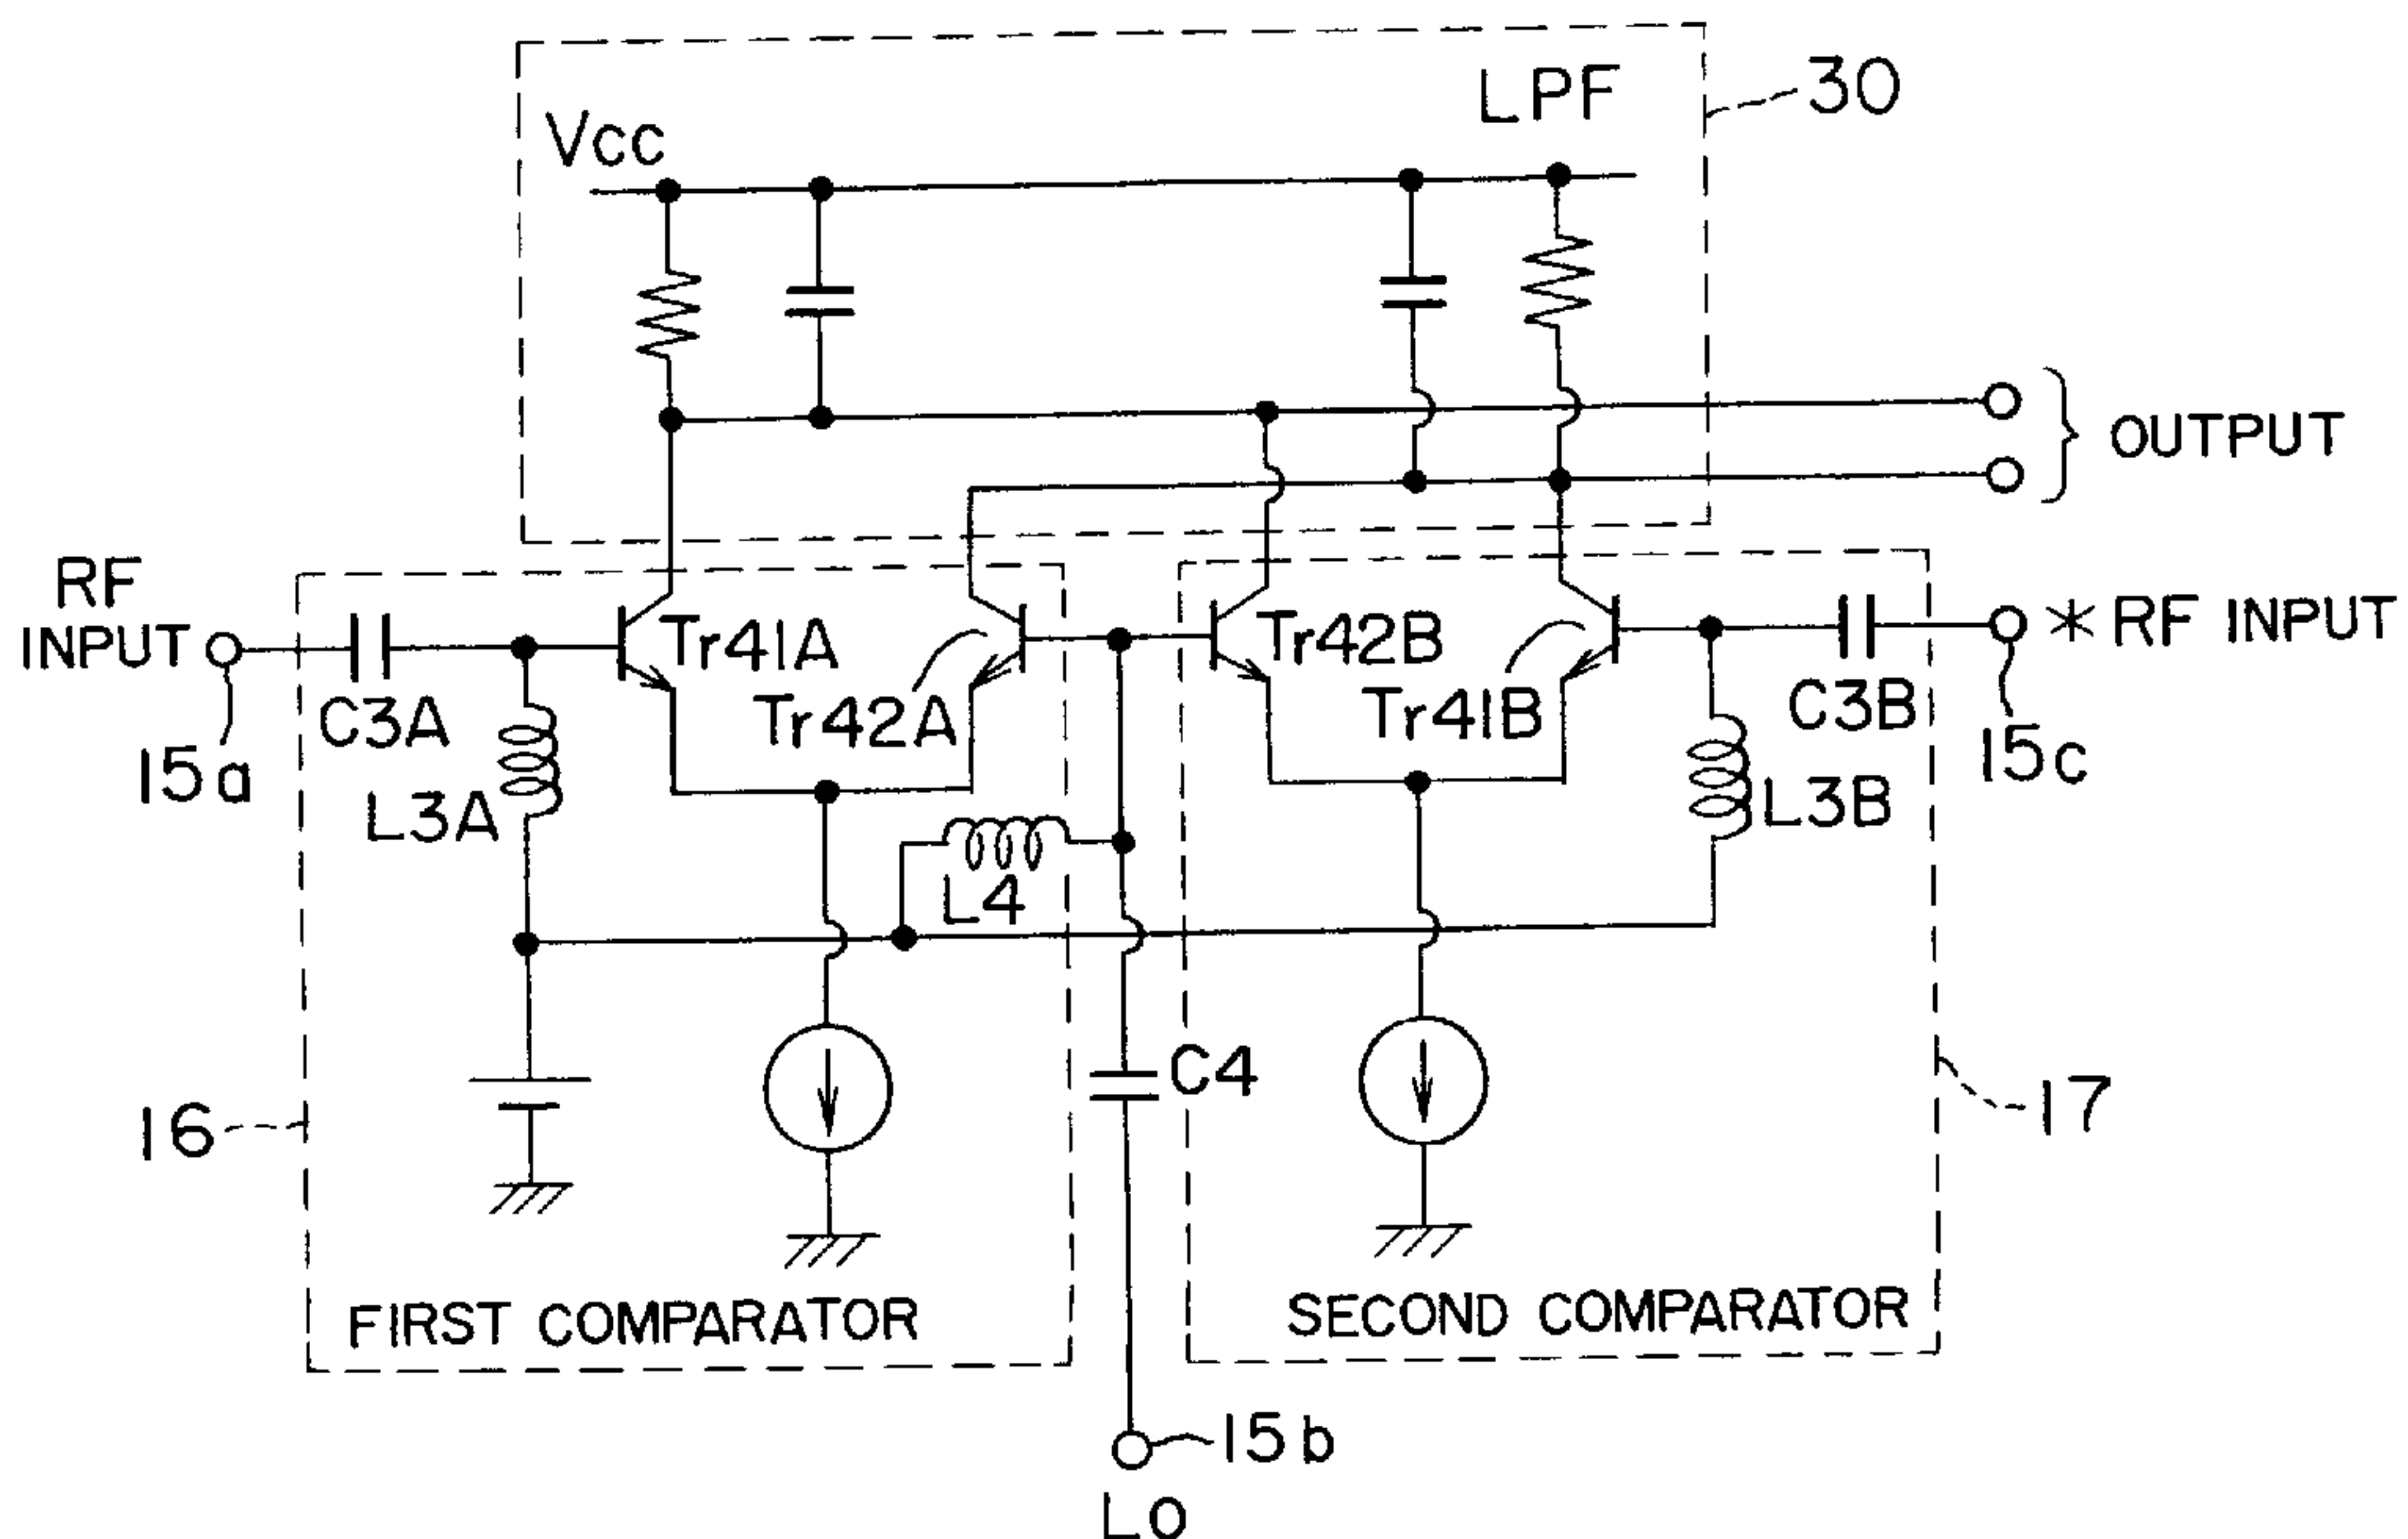 LPF
30
Vcc
OUTPUT
RF
INPUT
Tr41A
Tr42A
Tr42B
Tr41B
* RF INPUT
C3A
C3B
15a
15c
L3A
L3B
L4
C4
16
17
FIRST COMPARATOR
SECOND COMPARATOR
15b
Lo